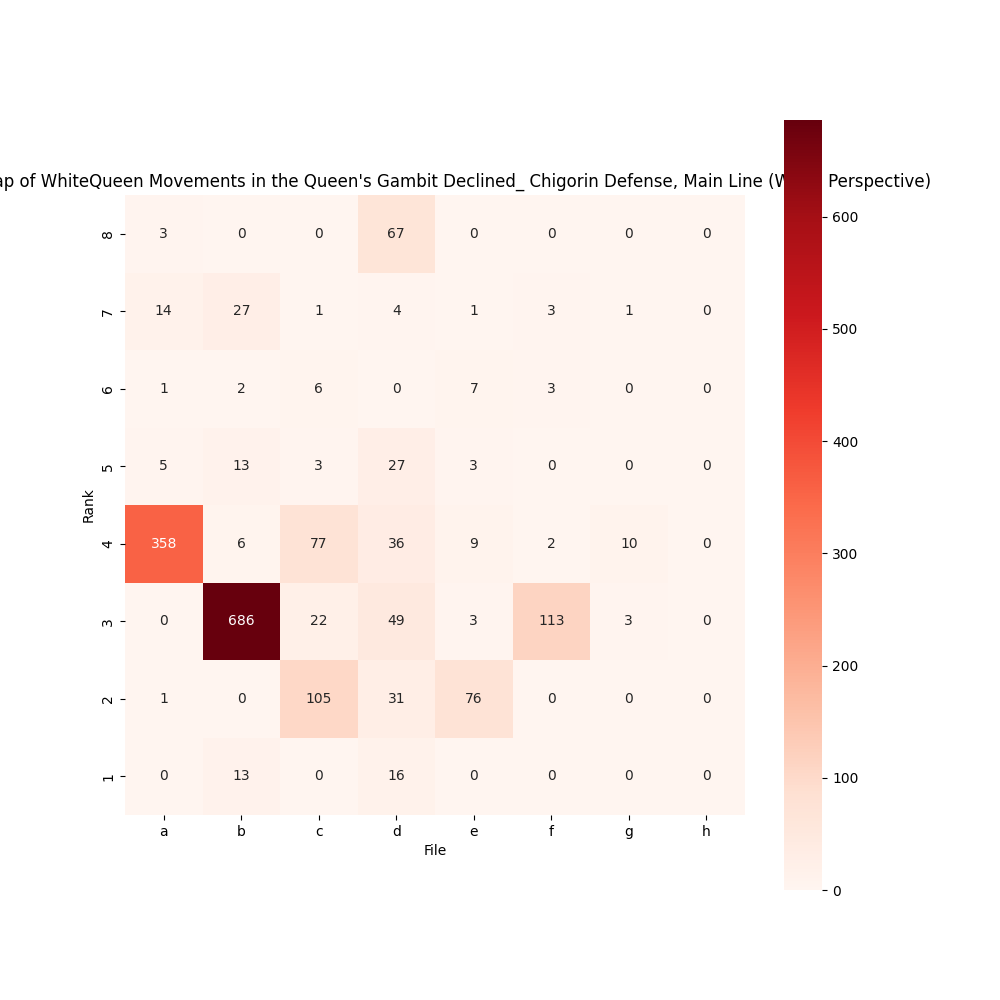 ap of WhiteQueen Movements in the Queen's Gambit Declined_ Chigorin Defense, Main Line (W Perspective)
8 3 0 0 67 0 0 0 0
7 14 27 1 4 1 3 1 0
6 1 2 6 0 7 3 0 0
5 5 13 3 27 3 0 0 0
4 358 6 77 36 9 2 10 0
3 0 686 22 49 3 113 3 0
2 1 0 105 31 76 0 0 0
1 0 13 0 16 0 0 0 0
a b c d e f g h
Rank
File
600
500
400
300
200
100
0